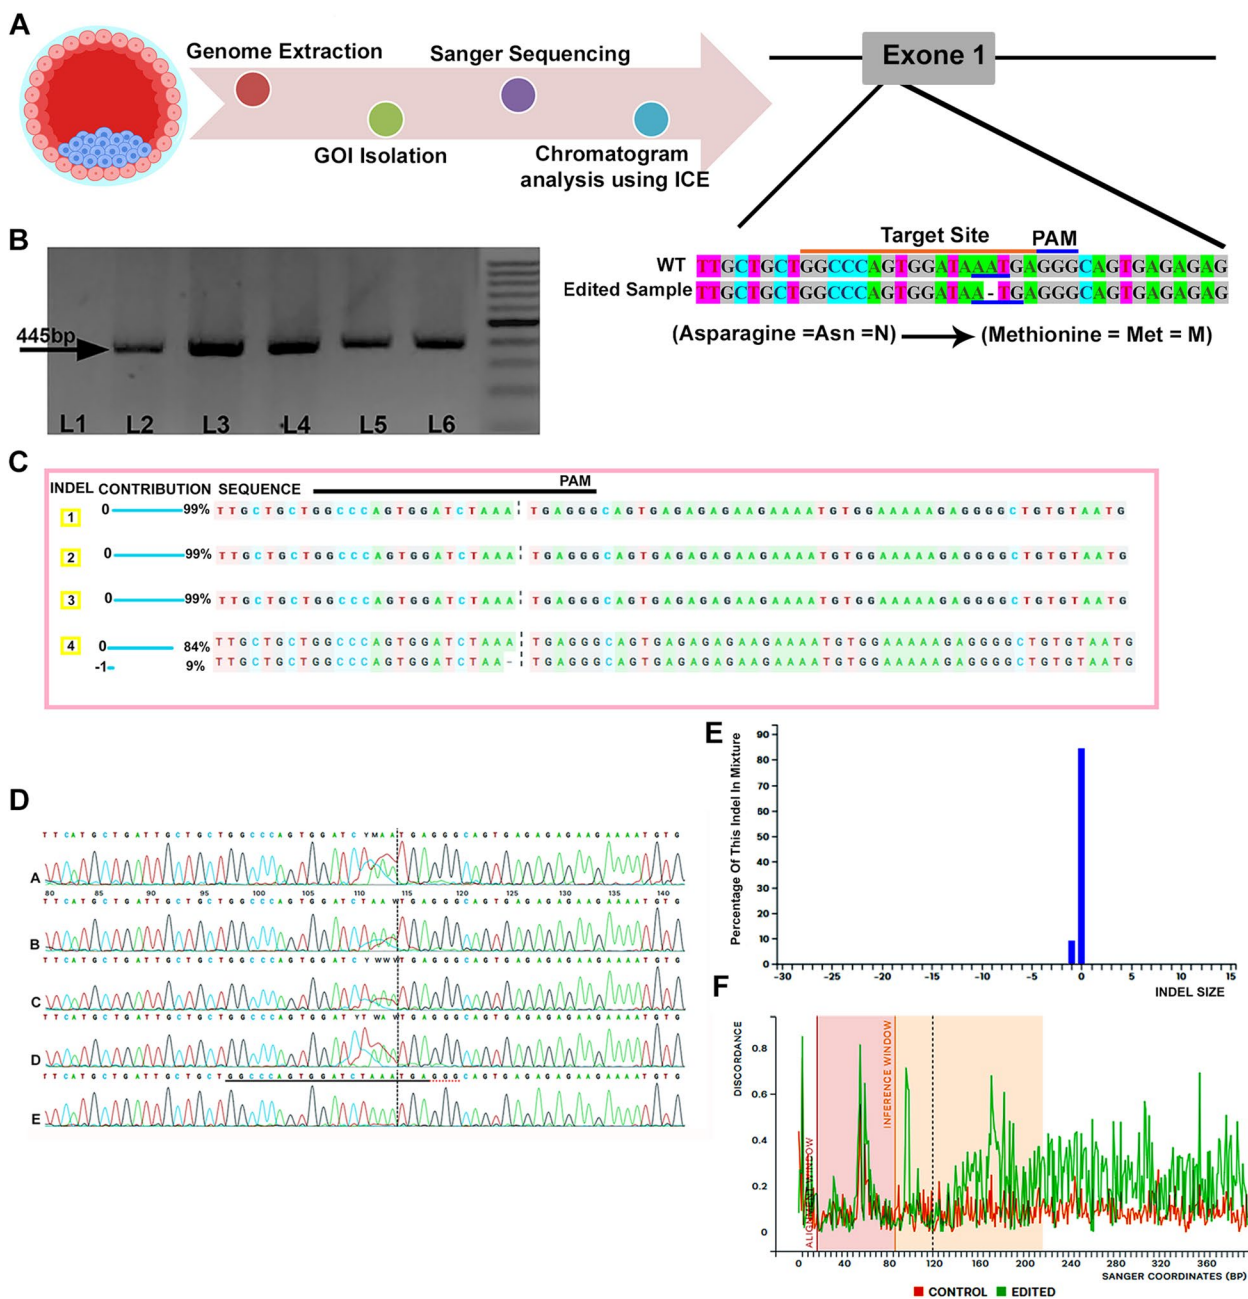 A
Genome Extraction
Sanger Sequencing
GOI Isolation
Chromatogram
analysis using ICE
Exone 1
Target Site
PAM
WT
TTGCTGCTGGCCCAGTGGATAAATGAGGGCAGTGAGAGAG
Edited Sample
TTGCTGCTGGCCCAGTGGATAA-TGAGGGCAGTGAGAGAG
(Asparagine =Asn =N)
(Methionine = Met = M)
B
445bp
L1 L2 L3 L4 L5 L6
C
INDEL CONTRIBUTION SEQUENCE
PAM
1 0 99% TTGCTGCTGGCCCAGTGGATCTAAA TGAGGGCAGTGAGAGAGAAGAAAATGTGGAAAAAGAGGGGCTGTGTAATG
2 0 99% TTGCTGCTGGCCCAGTGGATCTAAA TGAGGGCAGTGAGAGAGAAGAAAATGTGGAAAAAGAGGGGCTGTGTAATG
3 0 99% TTGCTGCTGGCCCAGTGGATCTAAA TGAGGGCAGTGAGAGAGAAGAAAATGTGGAAAAAGAGGGGCTGTGTAATG
4 0 84% TTGCTGCTGGCCCAGTGGATCTAAA TGAGGGCAGTGAGAGAGAAGAAAATGTGGAAAAAGAGGGGCTGTGTAATG
-1 9% TTGCTGCTGGCCCAGTGGATCTAA- TGAGGGCAGTGAGAGAGAAGAAAATGTGGAAAAAGAGGGGCTGTGTAATG
D
TTCATGCTGATTGCTGCTGGCCCAGTGGATCYMAATGAGGGCAGTGAGAGAGAAGAAAATGTG
A
80 85 90 95 100 105 110 115 120 125 130 135 140
TTCATGCTGATTGCTGCTGGCCCAGTGGATCTAAWTGAGGGCAGTGAGAGAGAAGAAAATGTG
B
TTCATGCTGATTGCTGCTGGCCCAGTGGATCYWWWTGAGGGCAGTGAGAGAGAAGAAAATGTG
C
TTCATGCTGATTGCTGCTGGCCCAGTGGATYTWAWTGAGGGCAGTGAGAGAGAAGAAAATGTG
D
TTCATGCTGATTGCTGCTGGCCCAGTGGATCTAAATGAGGGCAGTGAGAGAGAAGAAAATGTG
E
E
Percentage Of This Indel In Mixture
90
80
70
60
50
40
30
20
10
0
-30 -25 -20 -15 -10 -5 0 5 10 15
INDEL SIZE
F
DISCORDANCE
0.8
0.6
0.4
0.2
0
ALIGNMENT WINDOW
INFERENCE WINDOW
0 40 80 120 160 200 240 280 320 360
SANGER COORDINATES (BP)
CONTROL EDITED